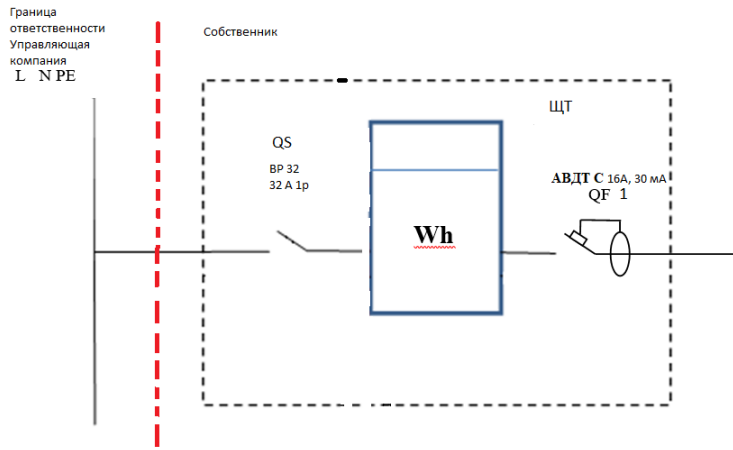 Граница
ответственности
Управляющая
компания
L N PE
Собственник
ЩТ
QS
ВР 32
32 А 1р
Wh
АВДТ С 16А, 30 мА
QF 1